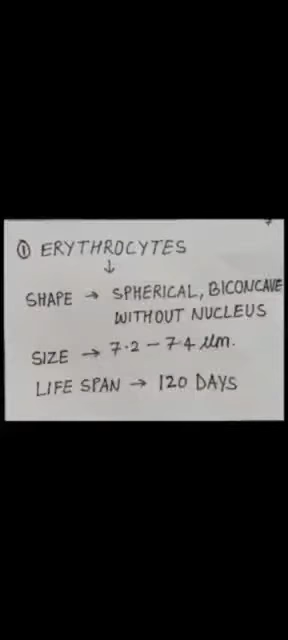 ① ERYTHROCYTES
↓
SHAPE → SPHERICAL, BICONCAVE
WITHOUT NUCLEUS
SIZE → 7.2 – 7.4 µm.
LIFE SPAN → 120 DAYS